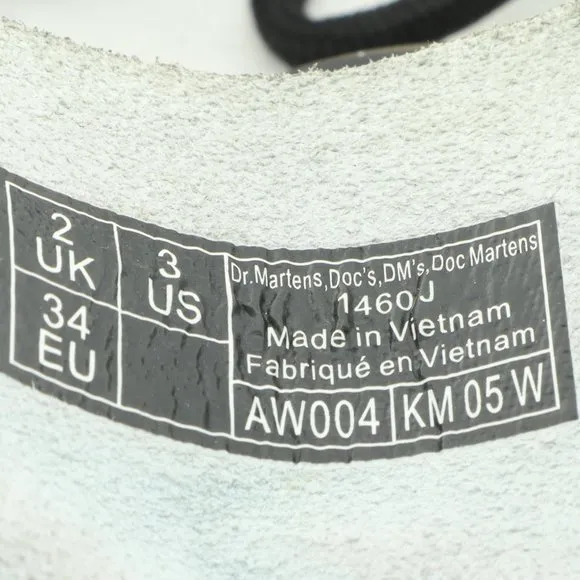 2
UK
3
US
34
EU
Dr.Martens,Doc's,DM's,Doc Martens
1460J
Made in Vietnam
Fabriqué en Vietnam
AW004
KM 05 W